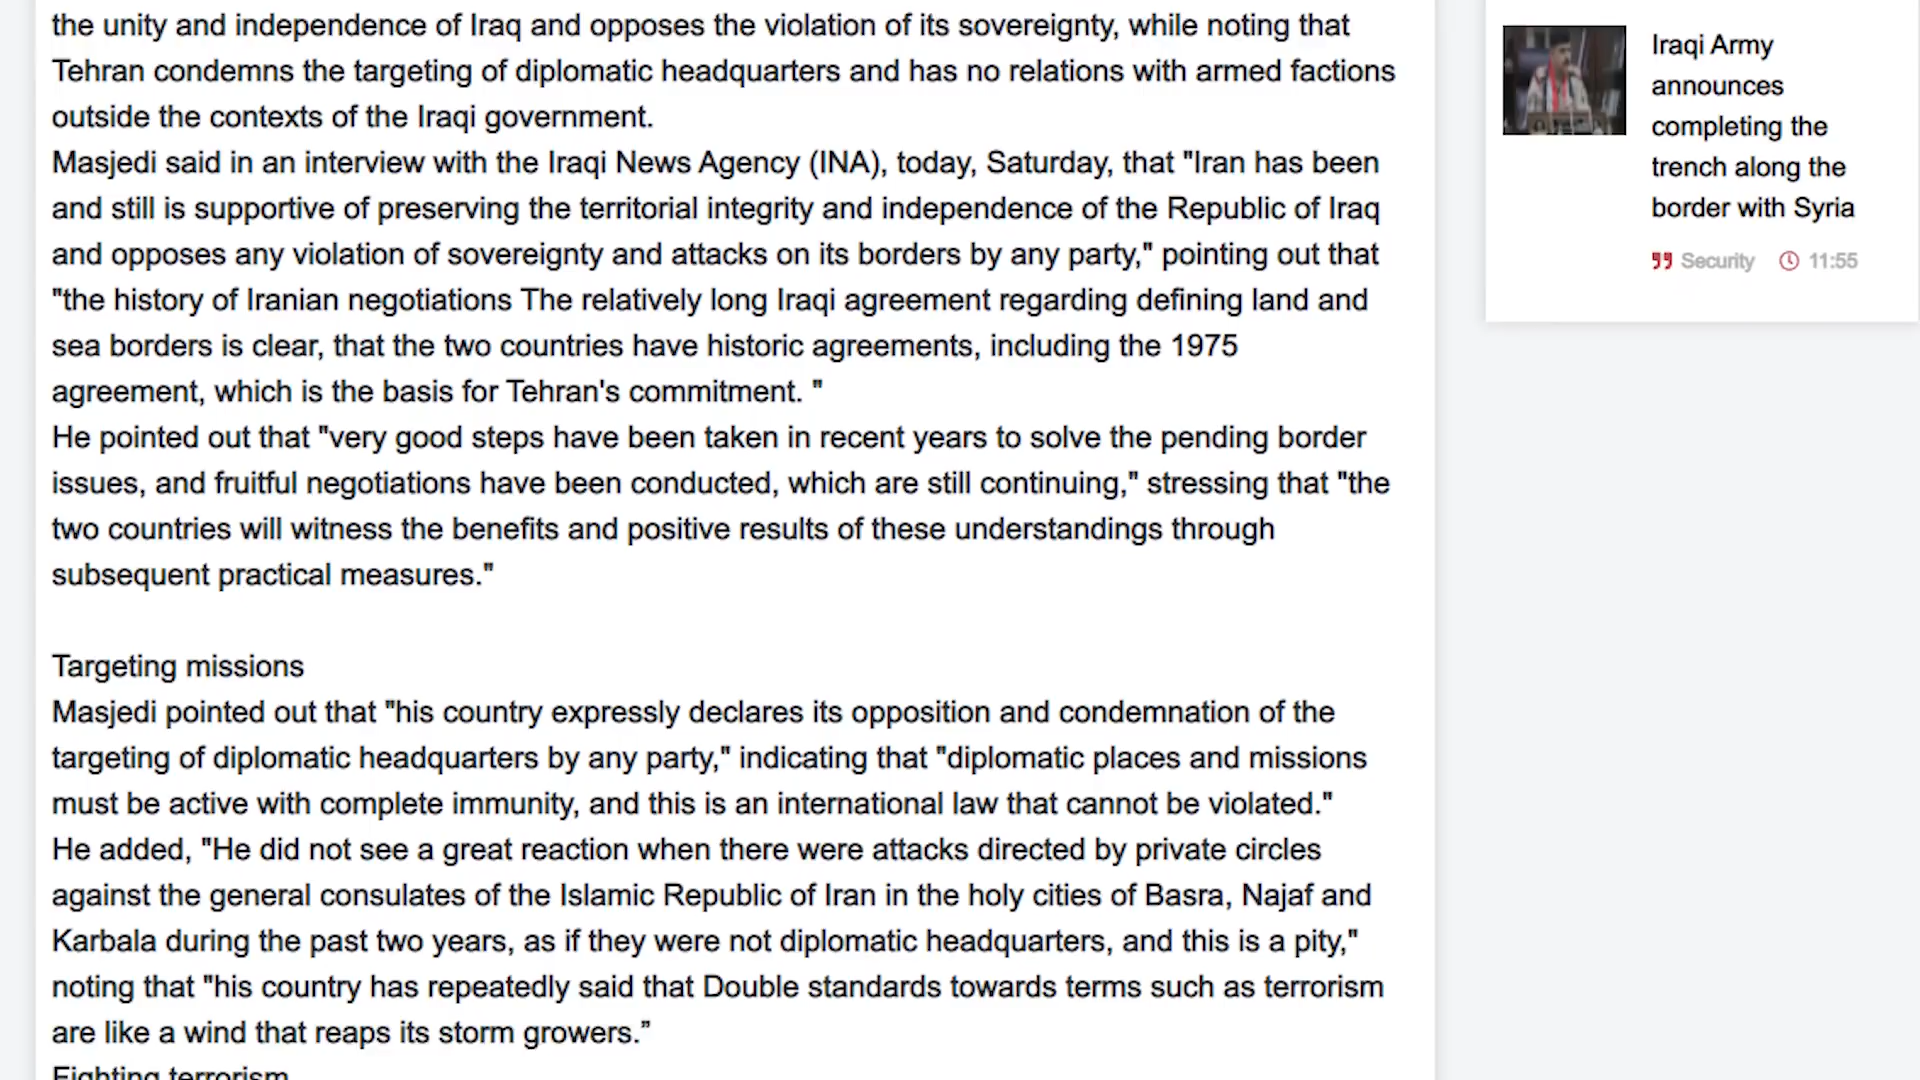 the unity and independence of Iraq and opposes the violation of its sovereignty, while noting that
Tehran condemns the targeting of diplomatic headquarters and has no relations with armed factions
outside the contexts of the Iraqi government.
Masjedi said in an interview with the Iraqi News Agency (INA), today, Saturday, that "Iran has been
and still is supportive of preserving the territorial integrity and independence of the Republic of Iraq
and opposes any violation of sovereignty and attacks on its borders by any party," pointing out that
"the history of Iranian negotiations The relatively long Iraqi agreement regarding defining land and
sea borders is clear, that the two countries have historic agreements, including the 1975
agreement, which is the basis for Tehran's commitment. "
He pointed out that "very good steps have been taken in recent years to solve the pending border
issues, and fruitful negotiations have been conducted, which are still continuing," stressing that "the
two countries will witness the benefits and positive results of these understandings through
subsequent practical measures."
Targeting missions
Masjedi pointed out that "his country expressly declares its opposition and condemnation of the
targeting of diplomatic headquarters by any party," indicating that "diplomatic places and missions
must be active with complete immunity, and this is an international law that cannot be violated."
He added, "He did not see a great reaction when there were attacks directed by private circles
against the general consulates of the Islamic Republic of Iran in the holy cities of Basra, Najaf and
Karbala during the past two years, as if they were not diplomatic headquarters, and this is a pity,"
noting that "his country has repeatedly said that Double standards towards terms such as terrorism
are like a wind that reaps its storm growers.”
Fighting terrorism
Iraqi Army
announces
completing the
trench along the
border with Syria
Security 11:55